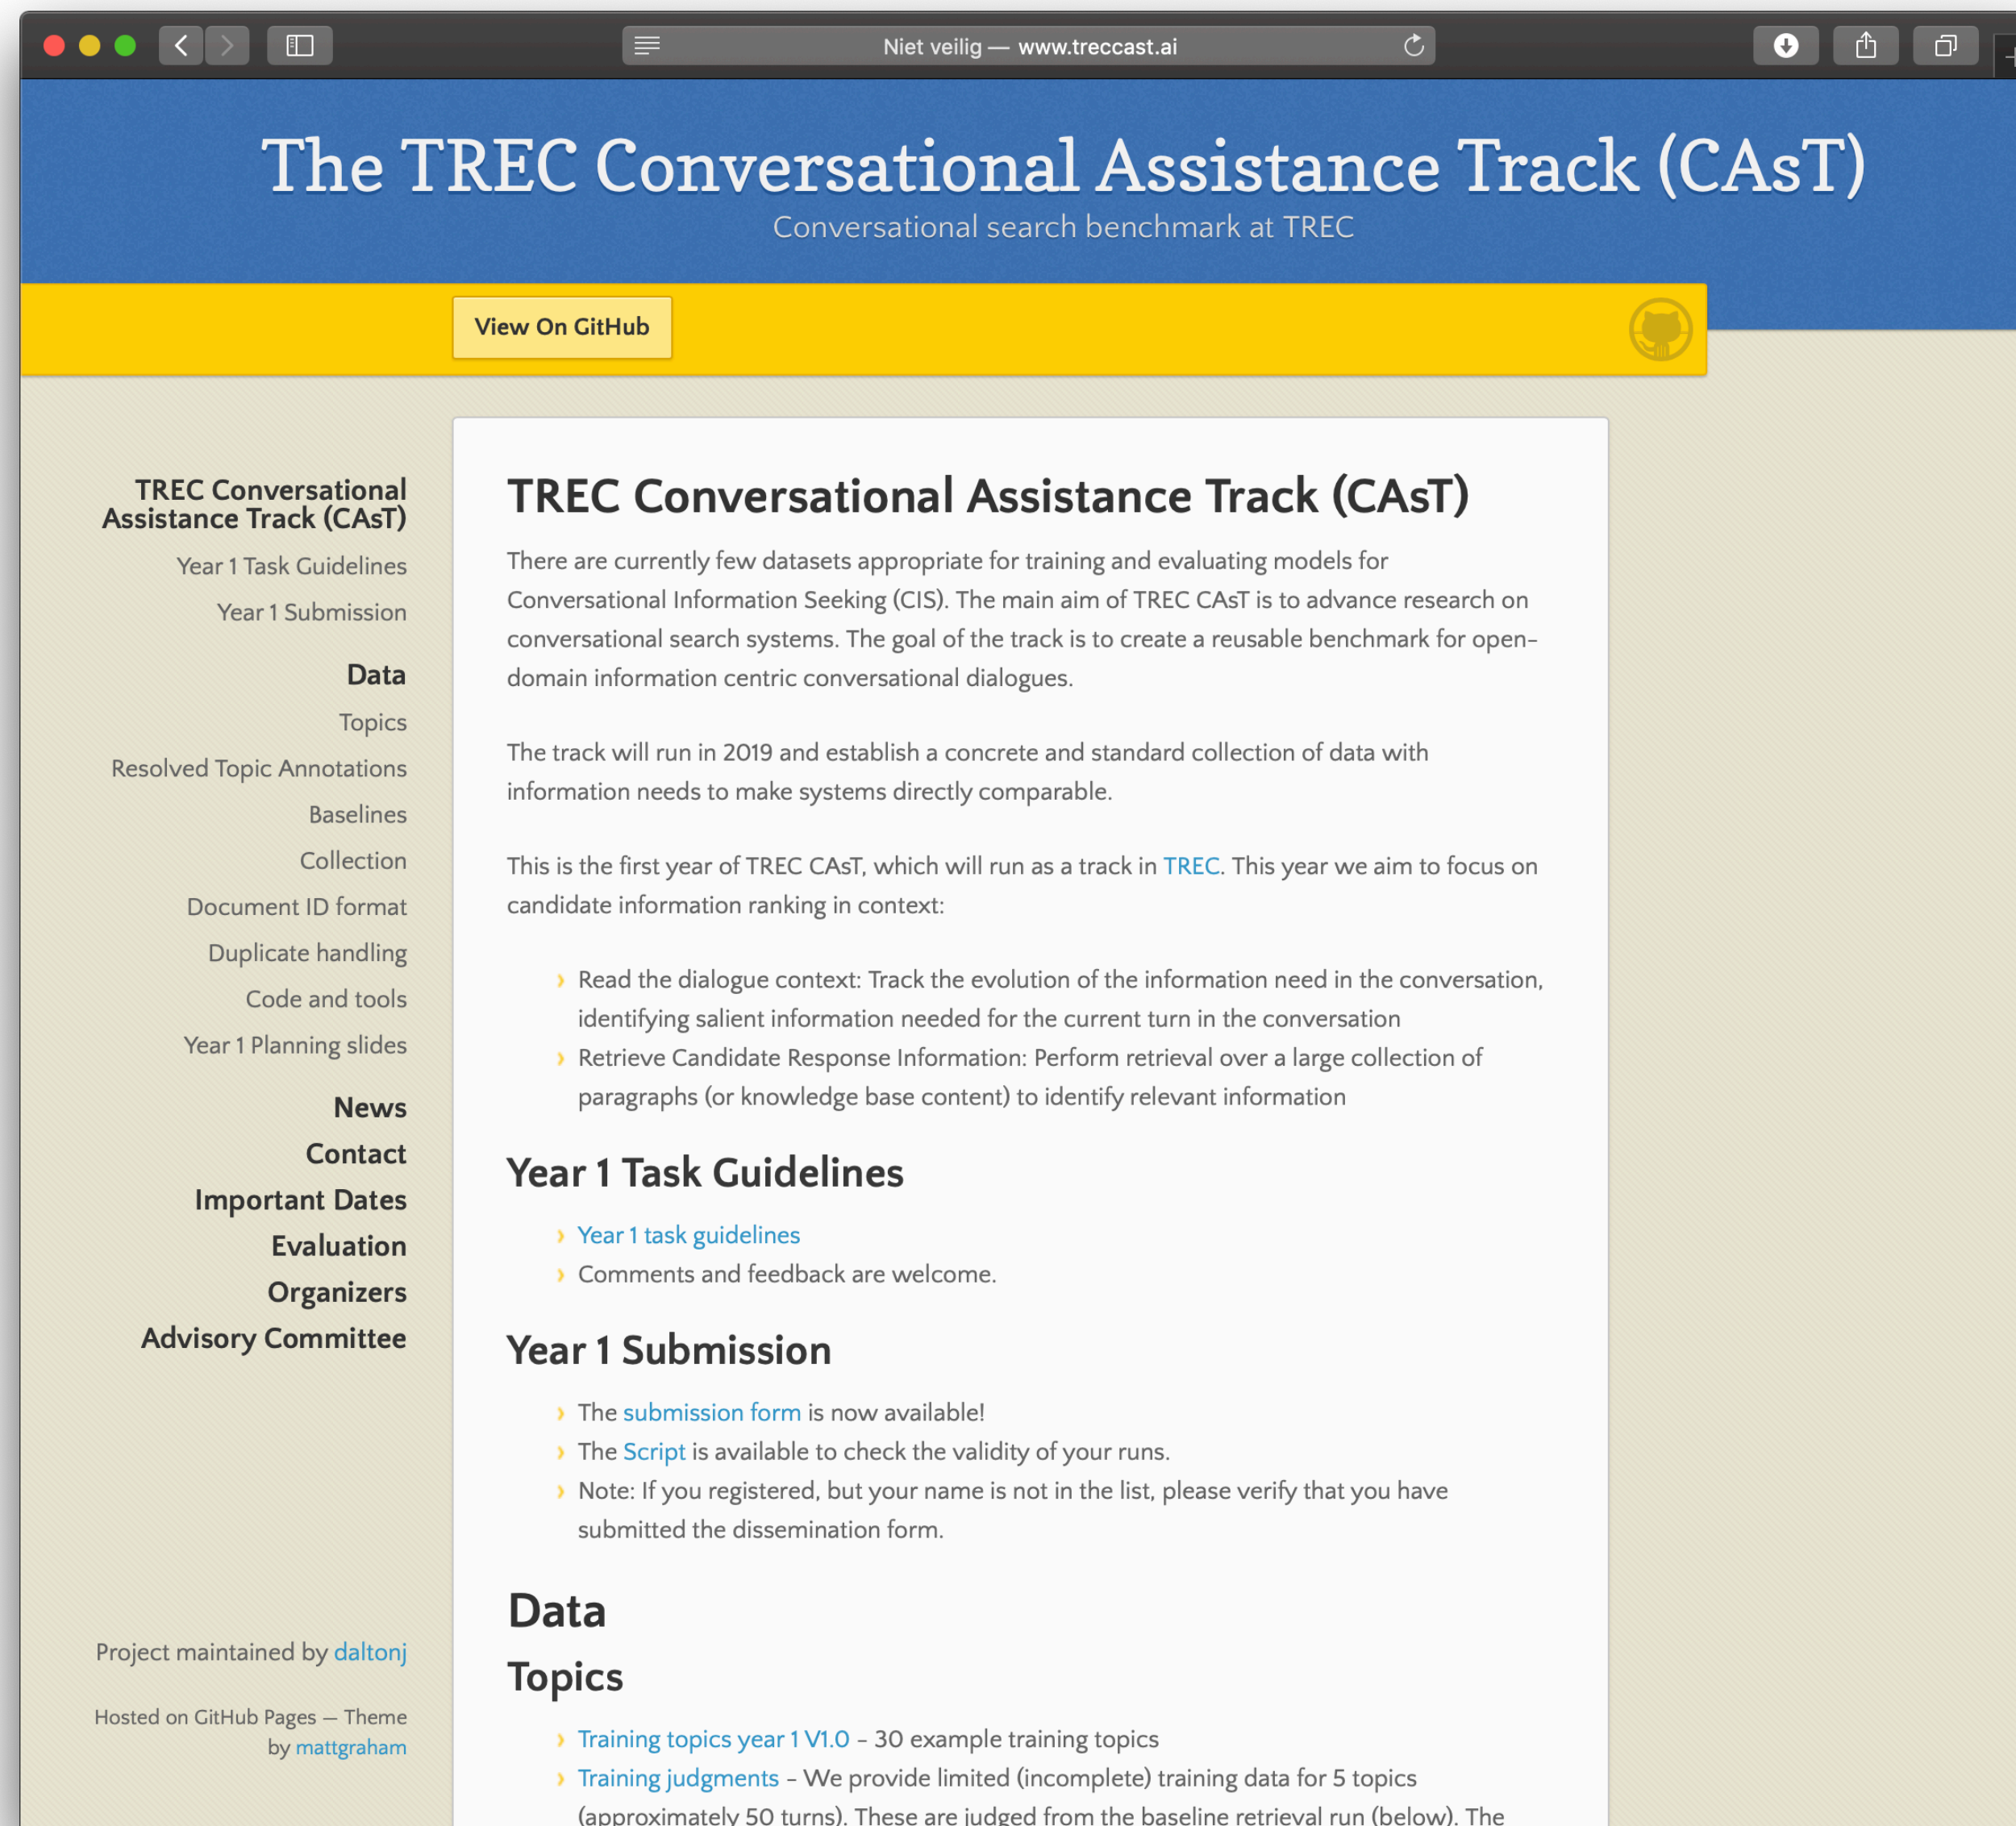 Niet veilig — www.treccast.ai
The TREC Conversational Assistance Track (CAsT)
Conversational search benchmark at TREC
View On GitHub
TREC Conversational
Assistance Track (CAsT)
Year 1 Task Guidelines
Year 1 Submission
Data
Topics
Resolved Topic Annotations
Baselines
Collection
Document ID format
Duplicate handling
Code and tools
Year 1 Planning slides
News
Contact
Important Dates
Evaluation
Organizers
Advisory Committee
Project maintained by daltonj
Hosted on GitHub Pages — Theme
by mattgraham
TREC Conversational Assistance Track (CAsT)
There are currently few datasets appropriate for training and evaluating models for
Conversational Information Seeking (CIS). The main aim of TREC CAsT is to advance research on
conversational search systems. The goal of the track is to create a reusable benchmark for open-
domain information centric conversational dialogues.
The track will run in 2019 and establish a concrete and standard collection of data with
information needs to make systems directly comparable.
This is the first year of TREC CAsT, which will run as a track in TREC. This year we aim to focus on
candidate information ranking in context:
› Read the dialogue context: Track the evolution of the information need in the conversation,
identifying salient information needed for the current turn in the conversation
› Retrieve Candidate Response Information: Perform retrieval over a large collection of
paragraphs (or knowledge base content) to identify relevant information
Year 1 Task Guidelines
› Year 1 task guidelines
› Comments and feedback are welcome.
Year 1 Submission
› The submission form is now available!
› The Script is available to check the validity of your runs.
› Note: If you registered, but your name is not in the list, please verify that you have
submitted the dissemination form.
Data
Topics
› Training topics year 1 V1.0 - 30 example training topics
› Training judgments - We provide limited (incomplete) training data for 5 topics
(approximately 50 turns). These are judged from the baseline retrieval run (below). The